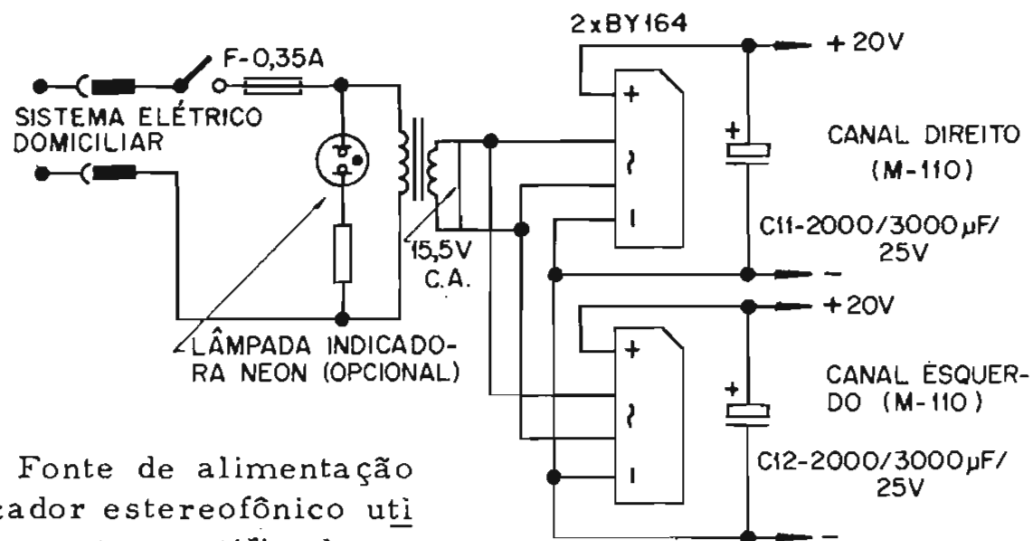 2xBY164
+ 20V
F-0,35A
SISTEMA ELÉTRICO
DOMICILIAR
+
~
−
+
CANAL DIREITO
(M-110)
C11-2000/3000µF/
25V
15,5V
C.A.
−
+20V
LÂMPADA INDICADO-
RA NEON (OPCIONAL)
+
~
−
+
CANAL ESQUER-
DO (M-110)
C12-2000/3000µF/
25V
−
Fonte de alimentação
cador estereofônico uti